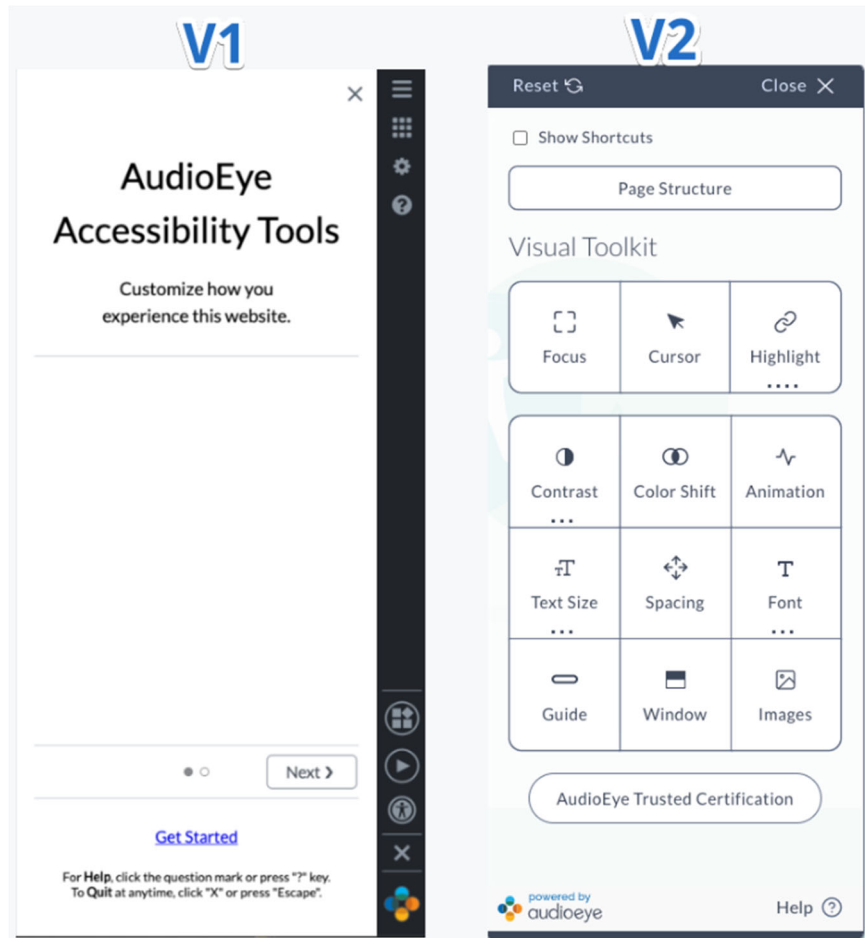 V1
AudioEye
Accessibility Tools
Customize how you
experience this website.
Next ❯
Get Started
For Help, click the question mark or press "?" key.
To Quit at anytime, click "X" or press "Escape".
V2
Reset
Close
Show Shortcuts
Page Structure
Visual Toolkit
Focus
Cursor
Highlight
Contrast
Color Shift
Animation
Text Size
Spacing
Font
Guide
Window
Images
AudioEye Trusted Certification
powered by
audioeye
Help